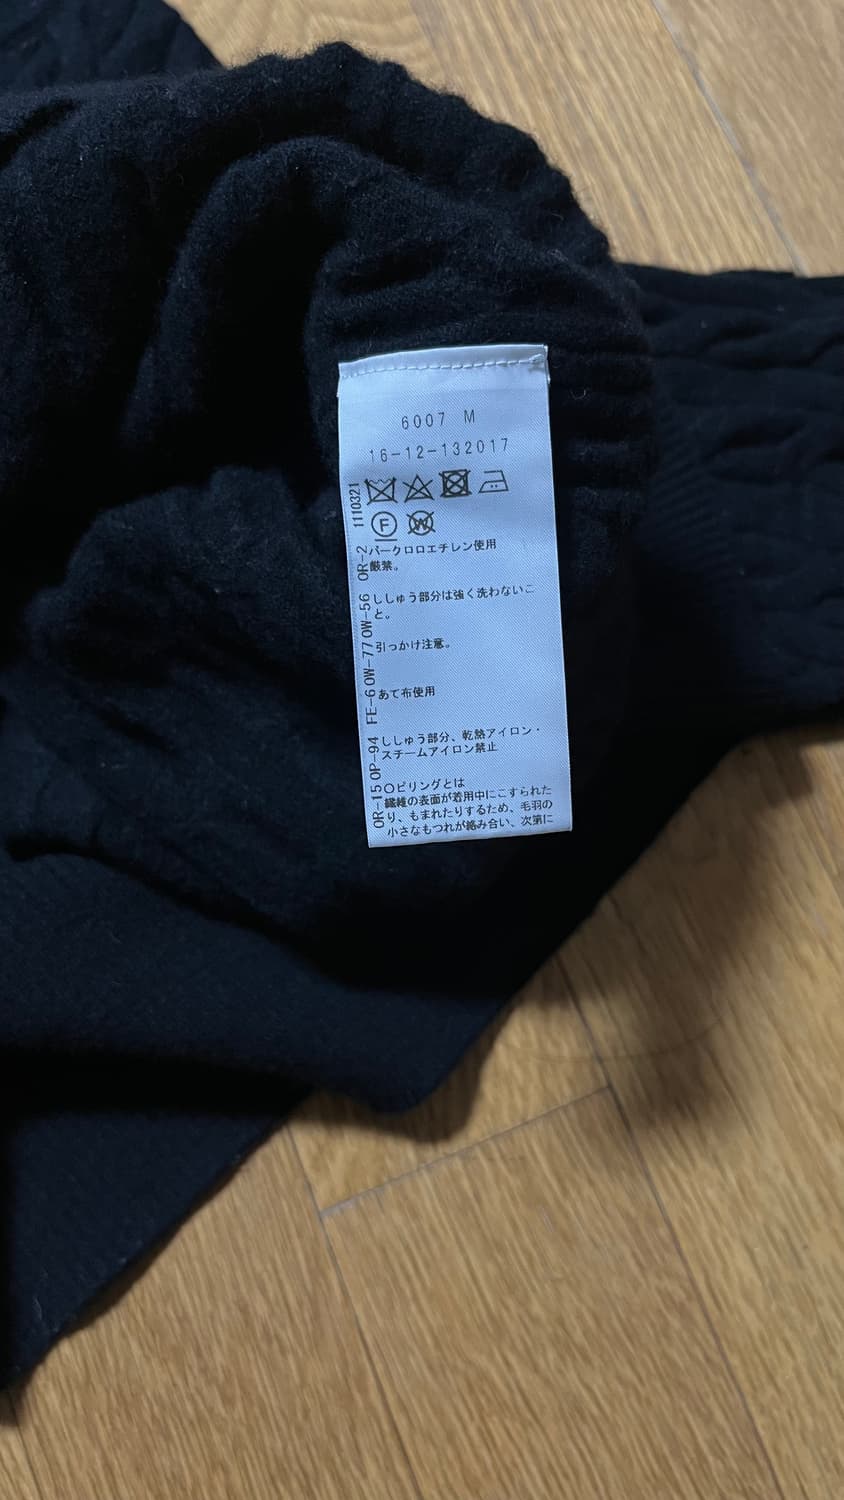 6007 M
16-12-132017
F
W
パークロロエチレン使用
厳禁。
ししゅう部分は強く洗わないこ
と。
引っかけ注意。
あて布使用
ししゅう部分、乾熱アイロン・
スチームアイロン禁止
〇ピリングとは
繊維の表面が着用中にこすられた
り、もまれたりするため、毛羽の
小さなもつれが絡み合い、次第に
OR-15 OP-94 FE-6 OW-77 OW-56 OR-2 1110321